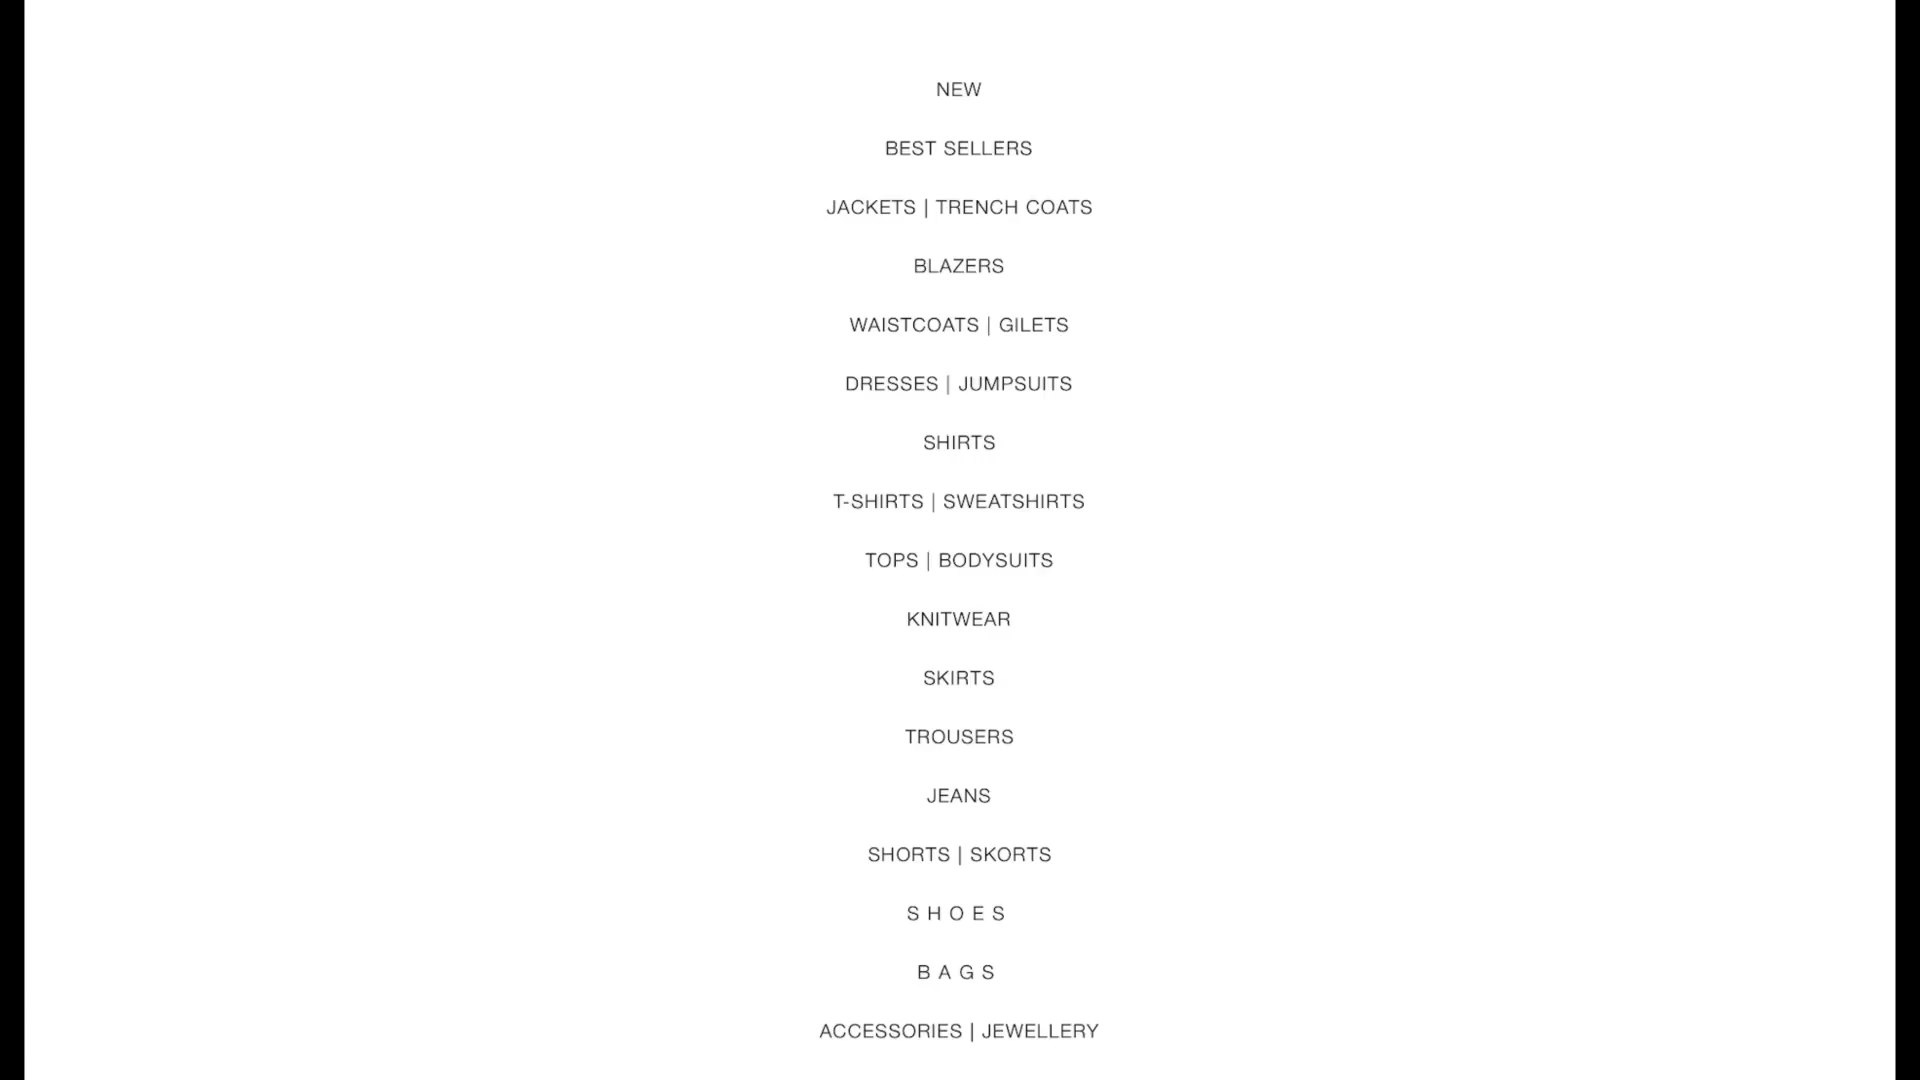 NEW
BEST SELLERS
JACKETS | TRENCH COATS
BLAZERS
WAISTCOATS | GILETS
DRESSES | JUMPSUITS
SHIRTS
T-SHIRTS | SWEATSHIRTS
TOPS | BODYSUITS
KNITWEAR
SKIRTS
TROUSERS
JEANS
SHORTS | SKORTS
S H O E S
B A G S
ACCESSORIES | JEWELLERY